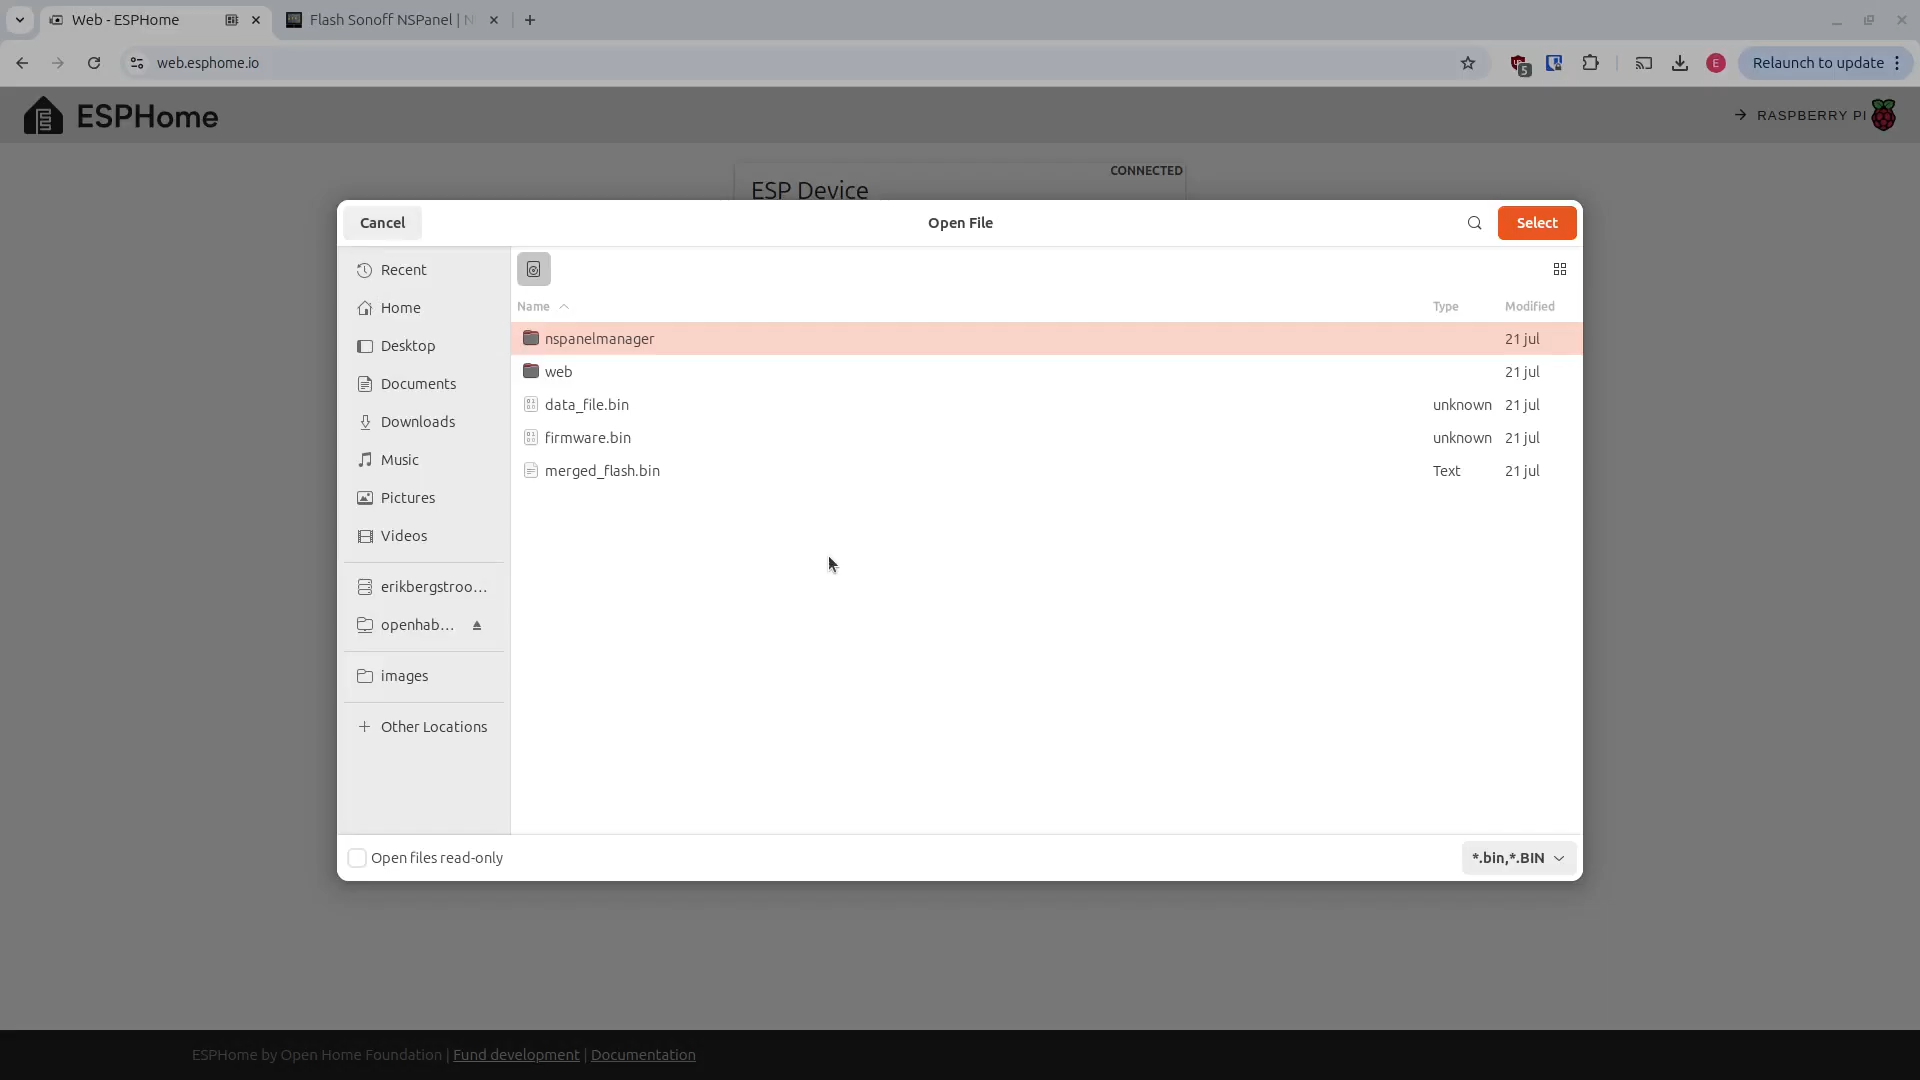 Web - ESPHome
Flash Sonoff NSPanel |
web.esphome.io
5
E
Relaunch to update
ESPHome
RASPBERRY PI
CONNECTED
ESP Device
Cancel
Open File
Select
Recent
Home
Desktop
Documents
Downloads
Music
Pictures
Videos
erikbergstroo...
openhab...
images
Other Locations
Name Type Modified
nspanelmanager 21 jul
web 21 jul
data_file.bin unknown 21 jul
firmware.bin unknown 21 jul
merged_flash.bin Text 21 jul
Open files read-only
*.bin,*.BIN
ESPHome by Open Home Foundation | Fund development | Documentation